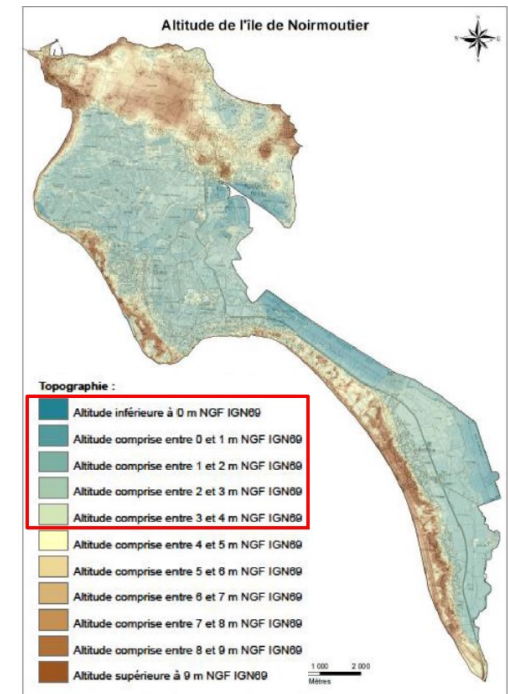 Altitude de l'île de Noirmoutier
Topographie :
Altitude inférieure à 0 m NGF IGN69
Altitude comprise entre 0 et 1 m NGF IGN69
Altitude comprise entre 1 et 2 m NGF IGN69
Altitude comprise entre 2 et 3 m NGF IGN69
Altitude comprise entre 3 et 4 m NGF IGN69
Altitude comprise entre 4 et 5 m NGF IGN69
Altitude comprise entre 5 et 6 m NGF IGN69
Altitude comprise entre 6 et 7 m NGF IGN69
Altitude comprise entre 7 et 8 m NGF IGN69
Altitude comprise entre 8 et 9 m NGF IGN69
Altitude supérieure à 9 m NGF IGN69
1 000 2 000
Mètres